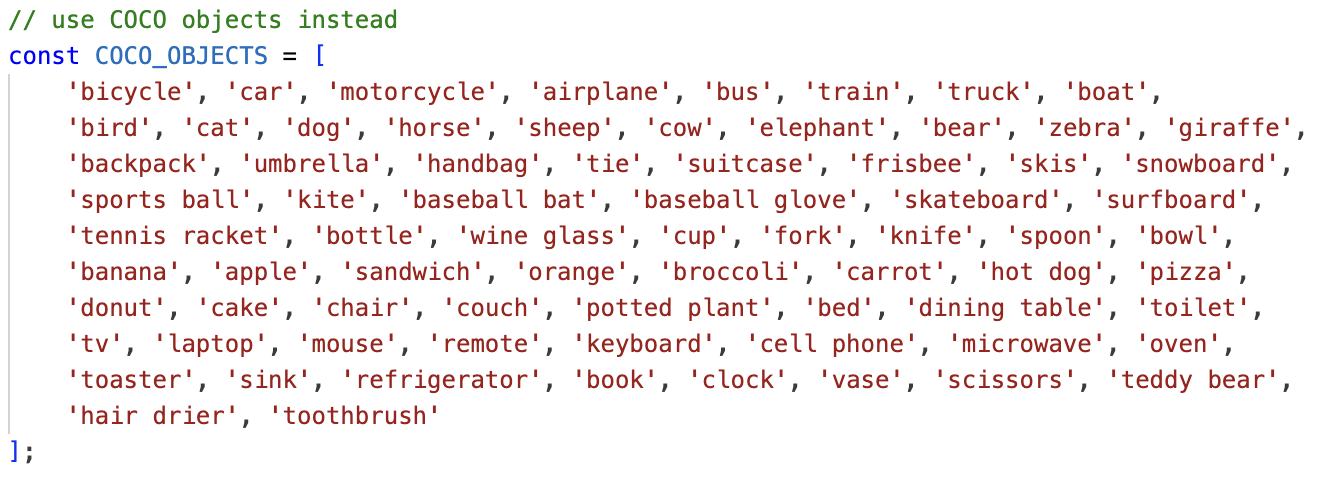 // use COCO objects instead
const COCO_OBJECTS = [
'bicycle', 'car', 'motorcycle', 'airplane', 'bus', 'train', 'truck', 'boat',
'bird', 'cat', 'dog', 'horse', 'sheep', 'cow', 'elephant', 'bear', 'zebra', 'giraffe',
'backpack', 'umbrella', 'handbag', 'tie', 'suitcase', 'frisbee', 'skis', 'snowboard',
'sports ball', 'kite', 'baseball bat', 'baseball glove', 'skateboard', 'surfboard',
'tennis racket', 'bottle', 'wine glass', 'cup', 'fork', 'knife', 'spoon', 'bowl',
'banana', 'apple', 'sandwich', 'orange', 'broccoli', 'carrot', 'hot dog', 'pizza',
'donut', 'cake', 'chair', 'couch', 'potted plant', 'bed', 'dining table', 'toilet',
'tv', 'laptop', 'mouse', 'remote', 'keyboard', 'cell phone', 'microwave', 'oven',
'toaster', 'sink', 'refrigerator', 'book', 'clock', 'vase', 'scissors', 'teddy bear',
'hair drier', 'toothbrush'
];